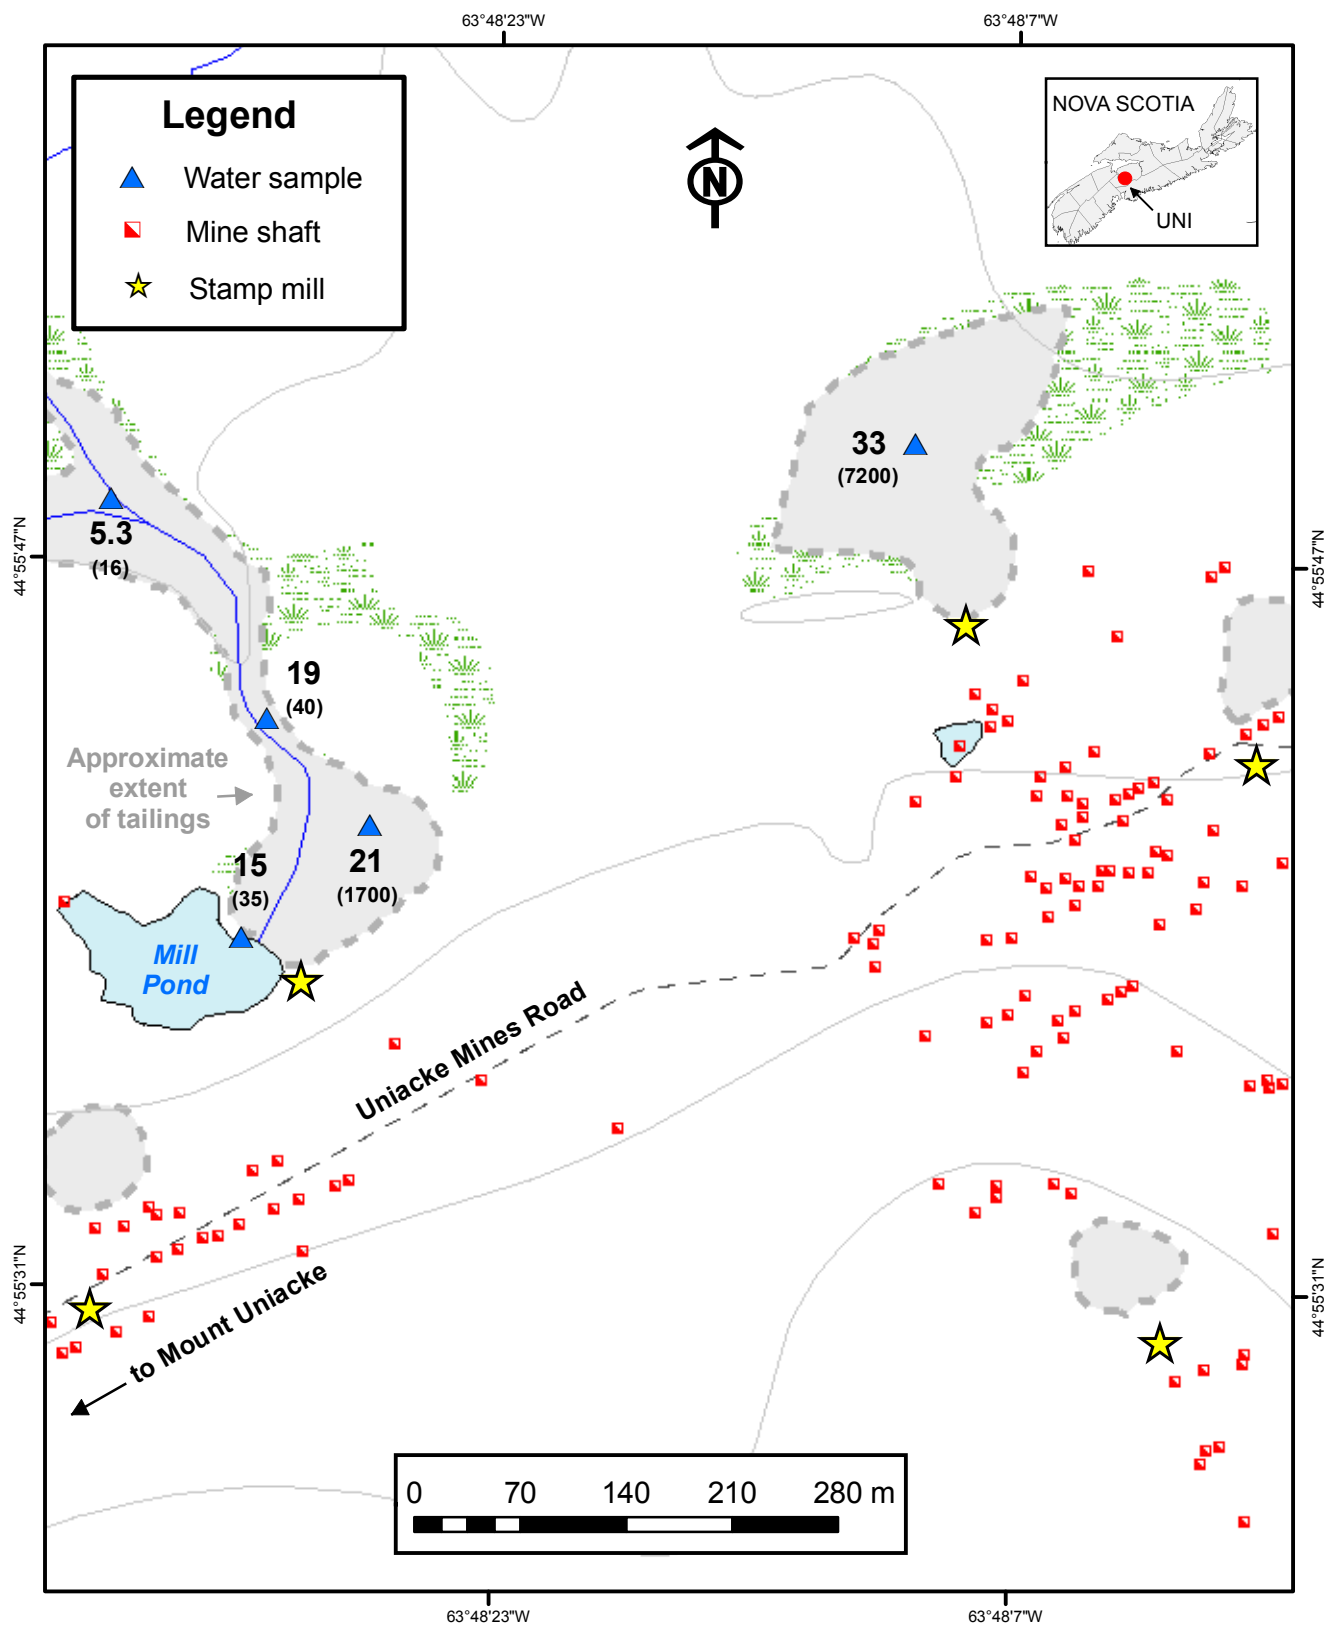 63°48'23"W
63°48'7"W
Legend
Water sample
Mine shaft
Stamp mill
N
NOVA SCOTIA
UNI
33
(7200)
5.3
(16)
44°55'47"N
44°55'47"N
19
(40)
Approximate
extent
of tailings
15
(35)
21
(1700)
Mill
Pond
Uniacke Mines Road
44°55'31"N
44°55'31"N
to Mount Uniacke
0 70 140 210 280 m
63°48'23"W
63°48'7"W